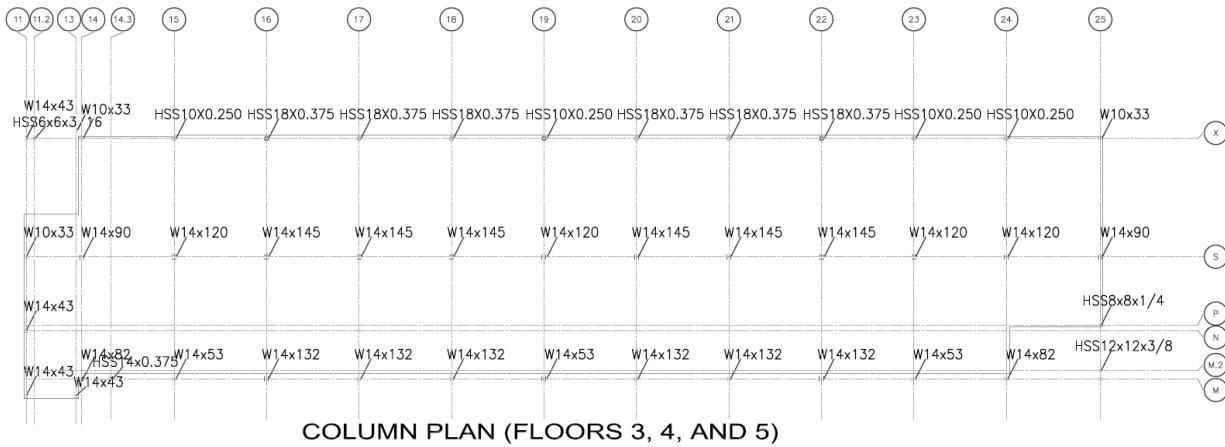 11 11.2 13 14 14.3 15 16 17 18 19 20 21 22 23 24 25
W14x43 W10x33
HSS6x6x3/16 HSS10X0.250 HSS18X0.375 HSS18X0.375 HSS18X0.375 HSS10X0.250 HSS18X0.375 HSS18X0.375 HSS18X0.375 HSS10X0.250 HSS10X0.250 W10x33
X
W10x33 W14x90 W14x120 W14x145 W14x145 W14x145 W14x120 W14x145 W14x145 W14x145 W14x120 W14x120 W14x90
S
HSS8x8x1/4
W14x43
P
N
HSS12x12x3/8
W14x82 W14x53 W14x132 W14x132 W14x132 W14x53 W14x132 W14x132 W14x132 W14x53 W14x82
HSS14x0.375
M.2
W14x43 W14x43
M
COLUMN PLAN (FLOORS 3, 4, AND 5)